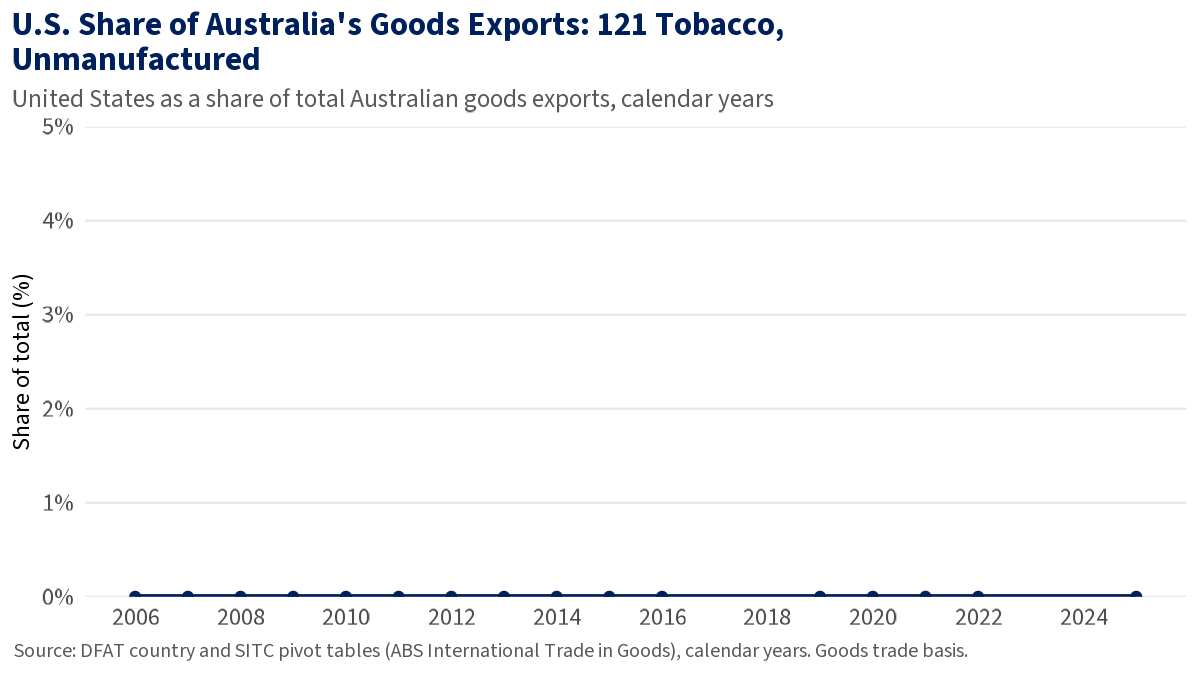 U.S. Share of Australia's Goods Exports: 121 Tobacco,
Unmanufactured
United States as a share of total Australian goods exports, calendar years
5%
4%
3%
2%
1%
0%
Share of total (%)
2006 2008 2010 2012 2014 2016 2018 2020 2022 2024
Source: DFAT country and SITC pivot tables (ABS International Trade in Goods), calendar years. Goods trade basis.